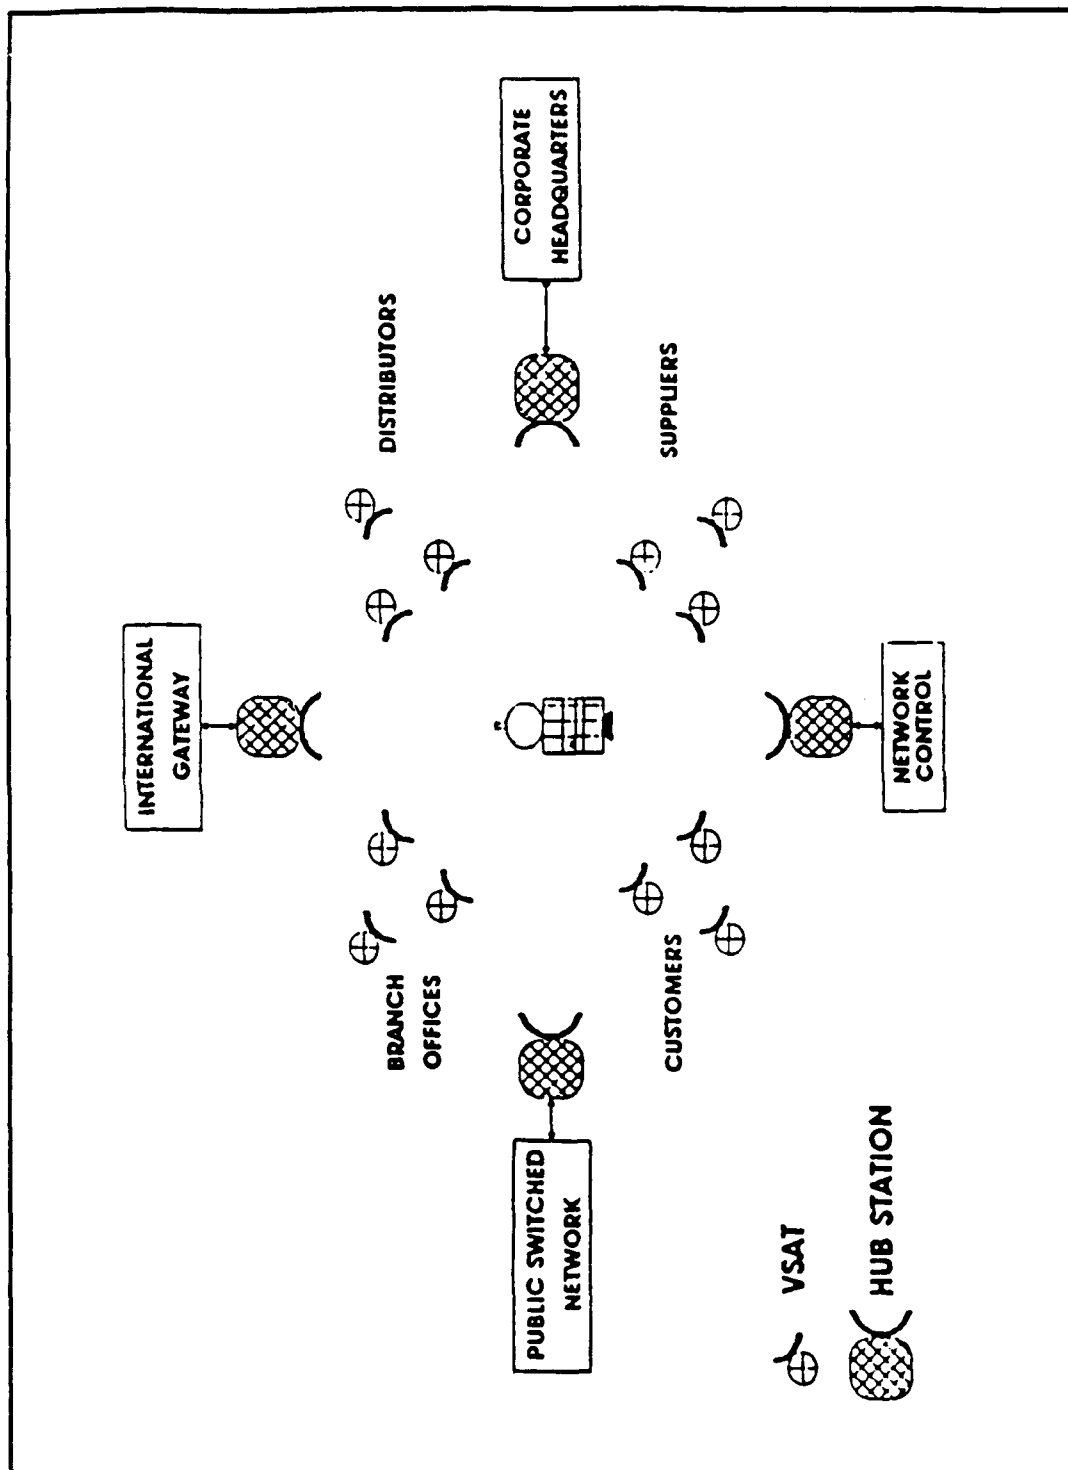 INTERNATIONAL
GATEWAY
BRANCH
OFFICES
DISTRIBUTORS
PUBLIC SWITCHED
NETWORK
CORPORATE
HEADQUARTERS
CUSTOMERS
SUPPLIERS
NETWORK
CONTROL
VSAT
HUB STATION